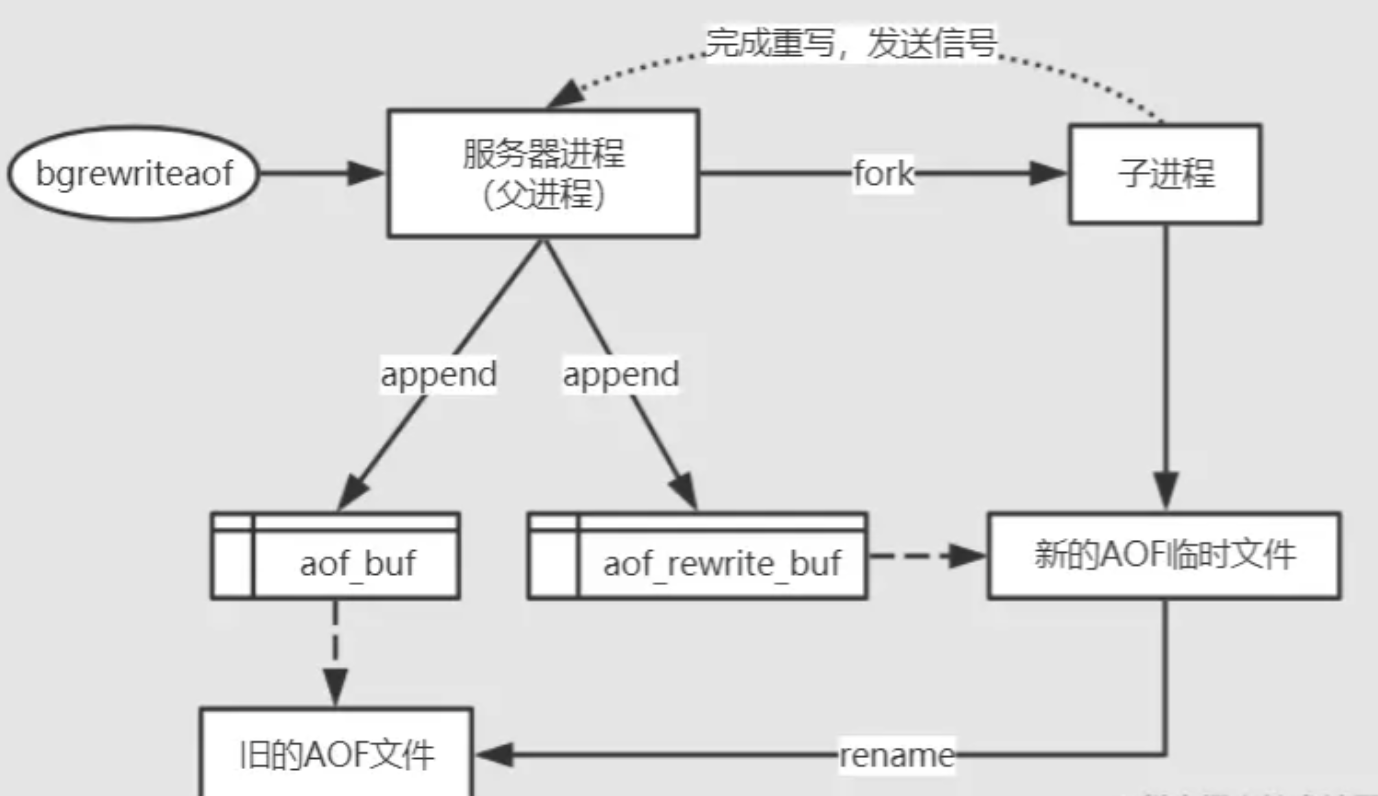 完成重写，发送信号
bgrewriteaof
服务器进程
（父进程）
fork
子进程
append
append
aof_buf
aof_rewrite_buf
新的AOF临时文件
旧的AOF文件
rename